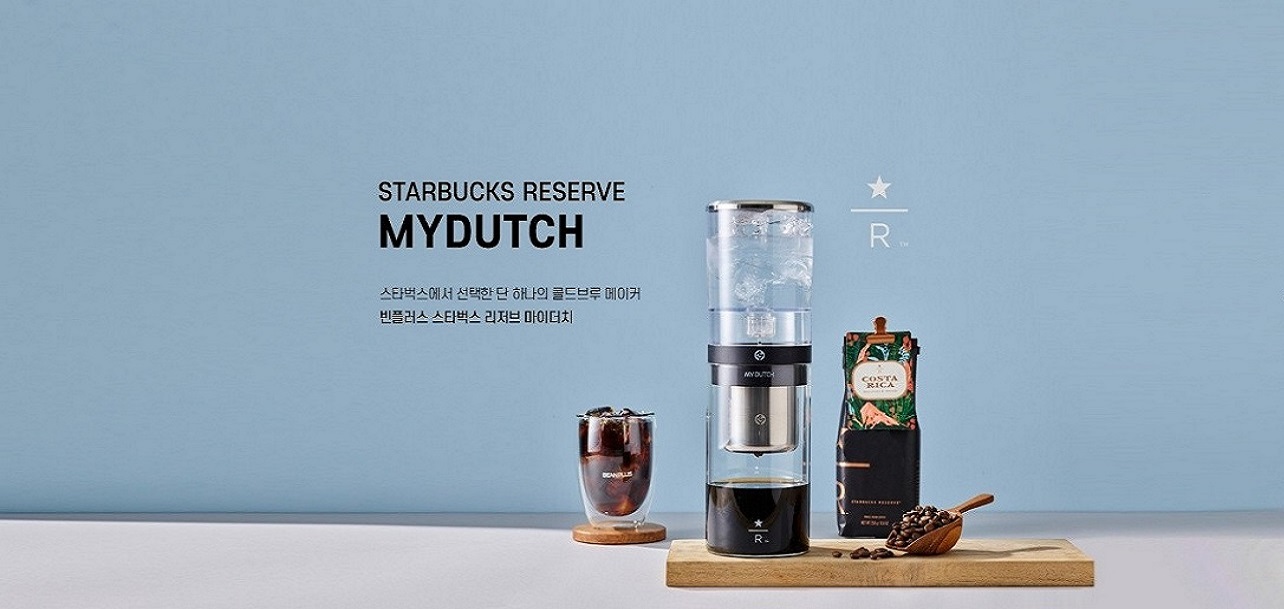 STARBUCKS RESERVE
MYDUTCH
스타벅스에서 선택한 단 하나의 콜드브루 메이커
빈플러스 스타벅스 리저브 마이더치
R TM
MYDUTCH
BEANPLUS
R
COSTA
RICA
R
STARBUCKS RESERVE